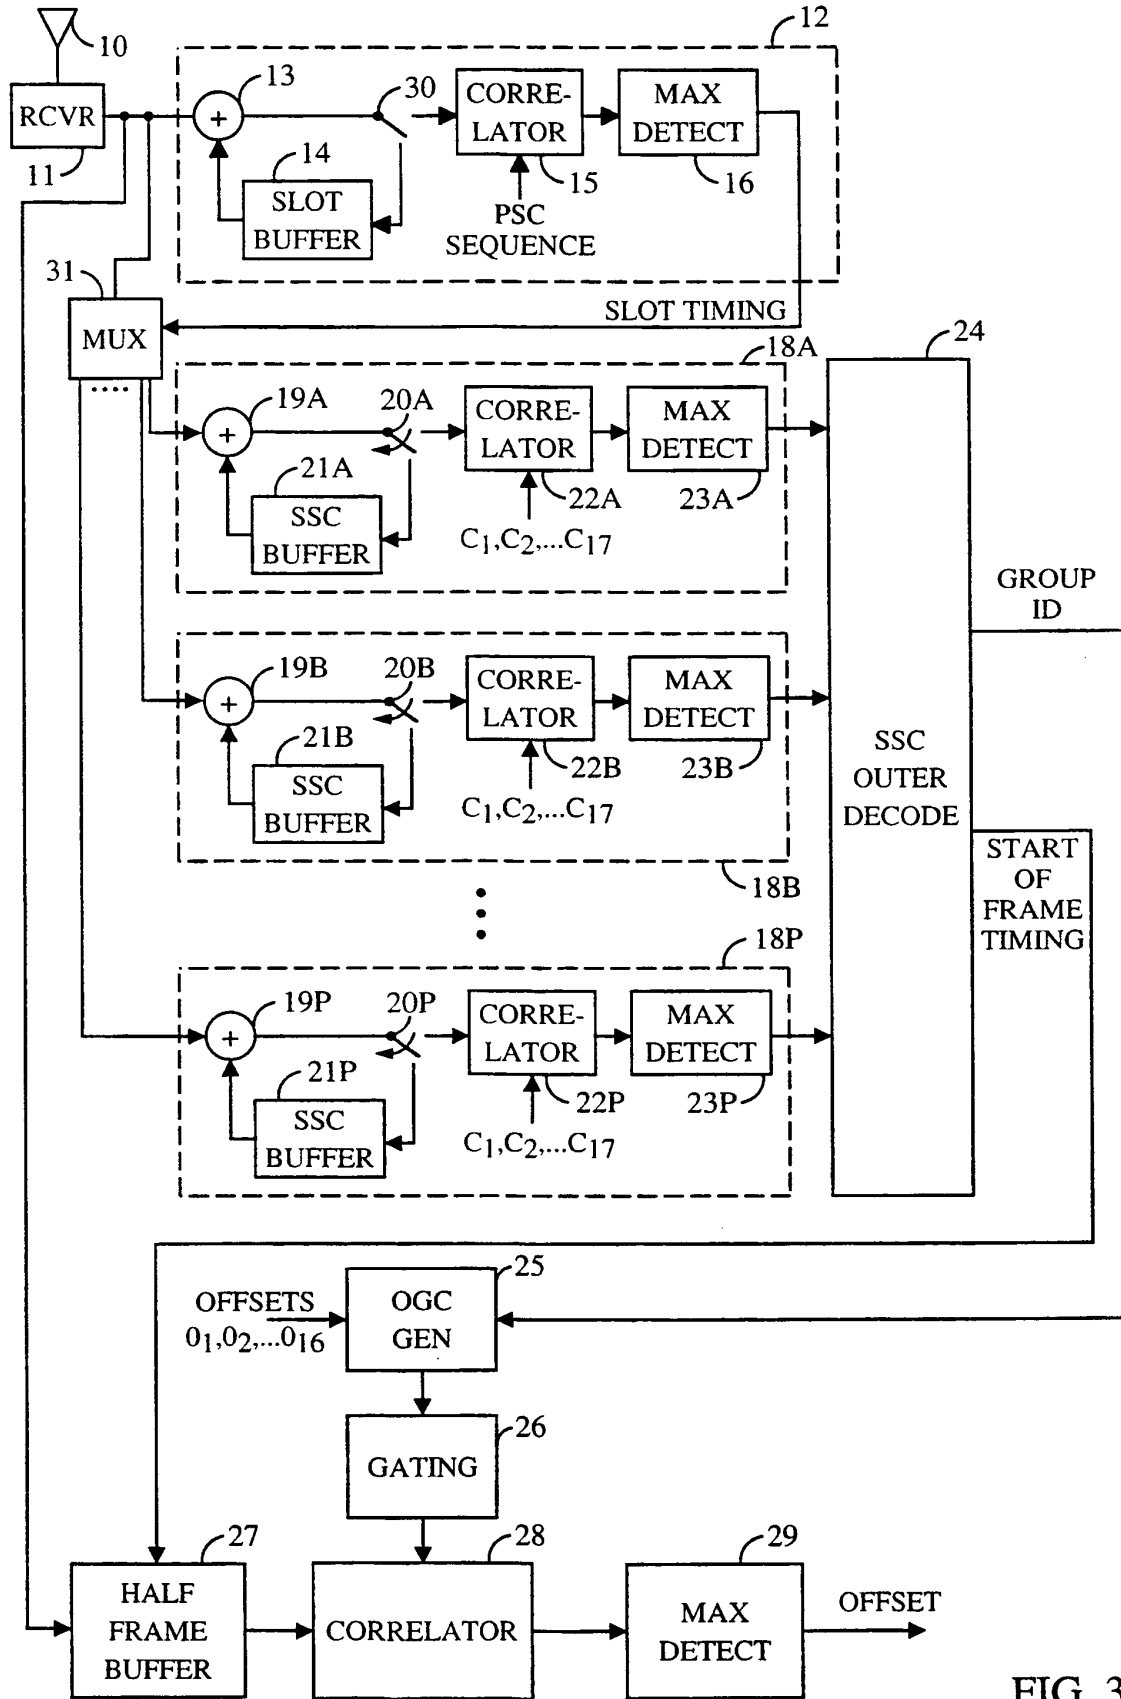 10
12
RCVR
11
13
30
CORRE-
LATOR
15
MAX
DETECT
16
14
SLOT
BUFFER
PSC
SEQUENCE
31
MUX
....
SLOT TIMING
18A
24
19A
20A
CORRE-
LATOR
22A
MAX
DETECT
23A
21A
SSC
BUFFER
C1,C2,...C17
GROUP
ID
19B
20B
CORRE-
LATOR
22B
MAX
DETECT
23B
21B
SSC
BUFFER
C1,C2,...C17
18B
SSC
OUTER
DECODE
START
OF
FRAME
TIMING
18P
19P
20P
CORRE-
LATOR
22P
MAX
DETECT
23P
21P
SSC
BUFFER
C1,C2,...C17
25
OFFSETS
01,02,...016
OGC
GEN
26
GATING
27
HALF
FRAME
BUFFER
28
CORRELATOR
29
MAX
DETECT
OFFSET
FIG. 3